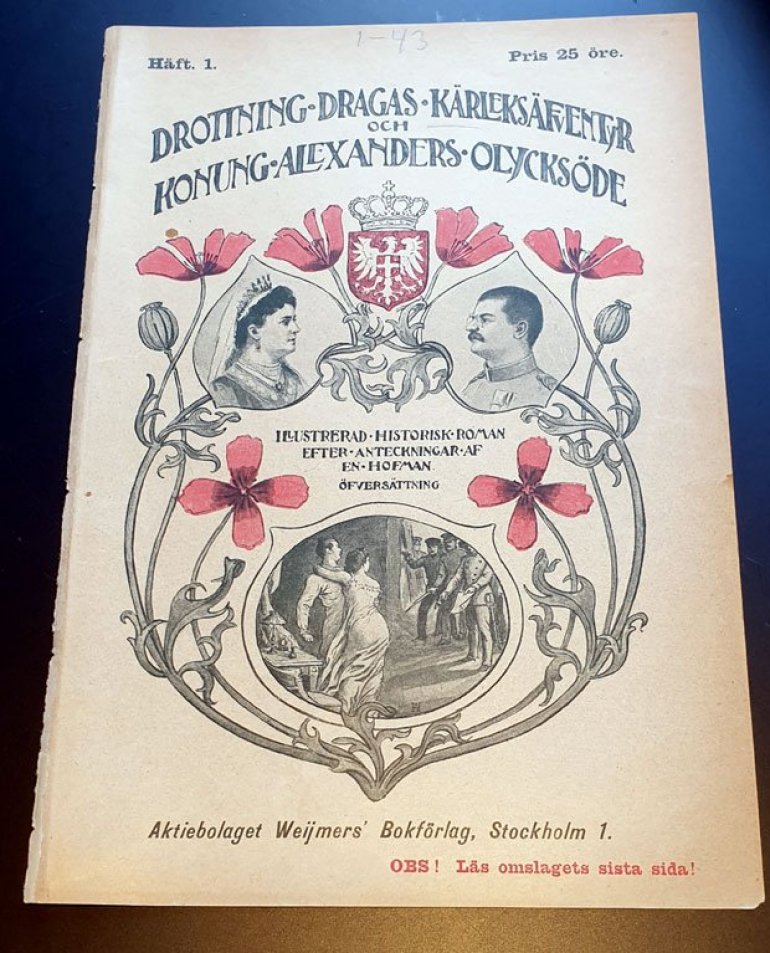 1-43
Häft. 1.
Pris 25 öre.
DROTTNING·DRAGAS·KÄRLEKSÄFVENTYR
OCH
KONUNG·ALEXANDERS·OLYCKSÖDE
ILLUSTRERAD·HISTORISK·ROMAN
EFTER·ANTECKNINGAR·AF
EN·HOFMAN
ÖFVERSÄTTNING
Aktiebolaget Weijmers' Bokförlag, Stockholm 1.
OBS! Läs omslagets sista sida!